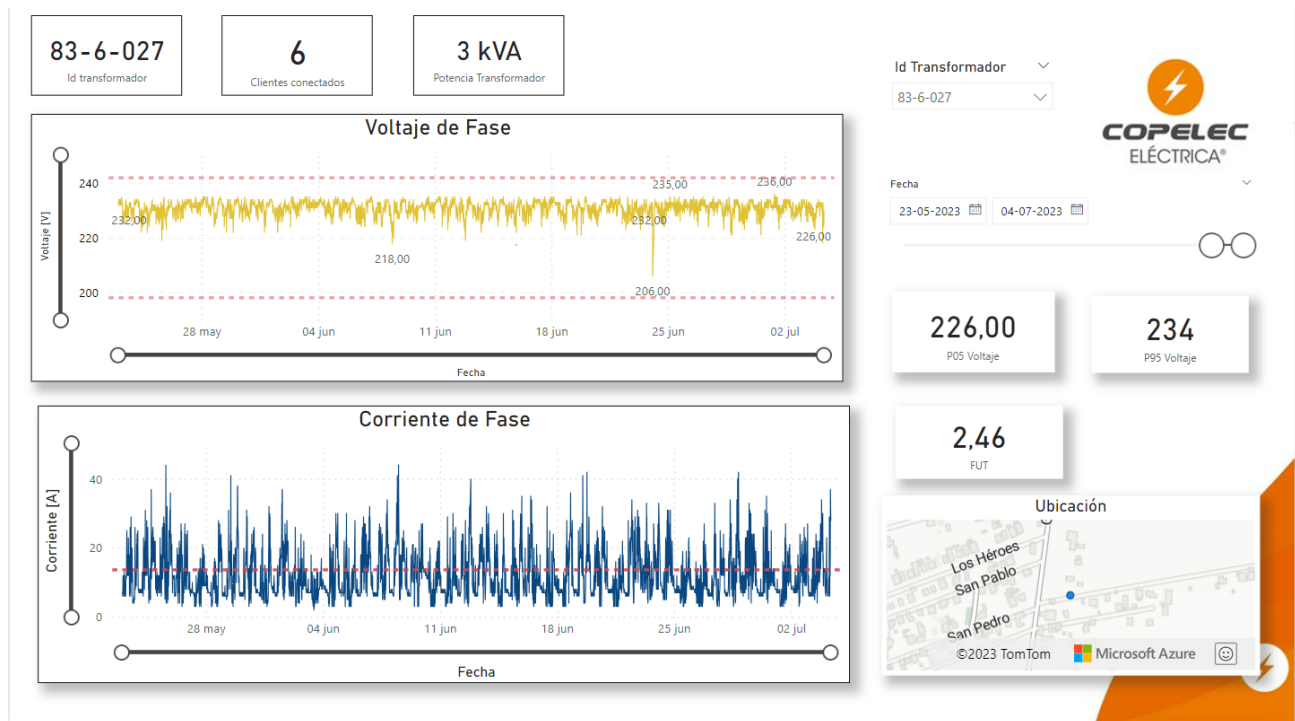 83-6-027
Id transformador
6
Clientes conectados
3 kVA
Potencia Transformador
Id Transformador
83-6-027
COPELEC
ELÉCTRICA®
Voltaje de Fase
Voltaje [V]
240
220
200
232,00
218,00
235,00
232,00
206,00
236,00
226,00
28 may
04 jun
11 jun
18 jun
25 jun
02 jul
Fecha
Fecha
23-05-2023
04-07-2023
226,00
P05 Voltaje
234
P95 Voltaje
2,46
FUT
Corriente de Fase
Corriente [A]
40
20
0
28 may
04 jun
11 jun
18 jun
25 jun
02 jul
Fecha
Ubicación
Los Héroes
San Pablo
San Pedro
©2023 TomTom
Microsoft Azure